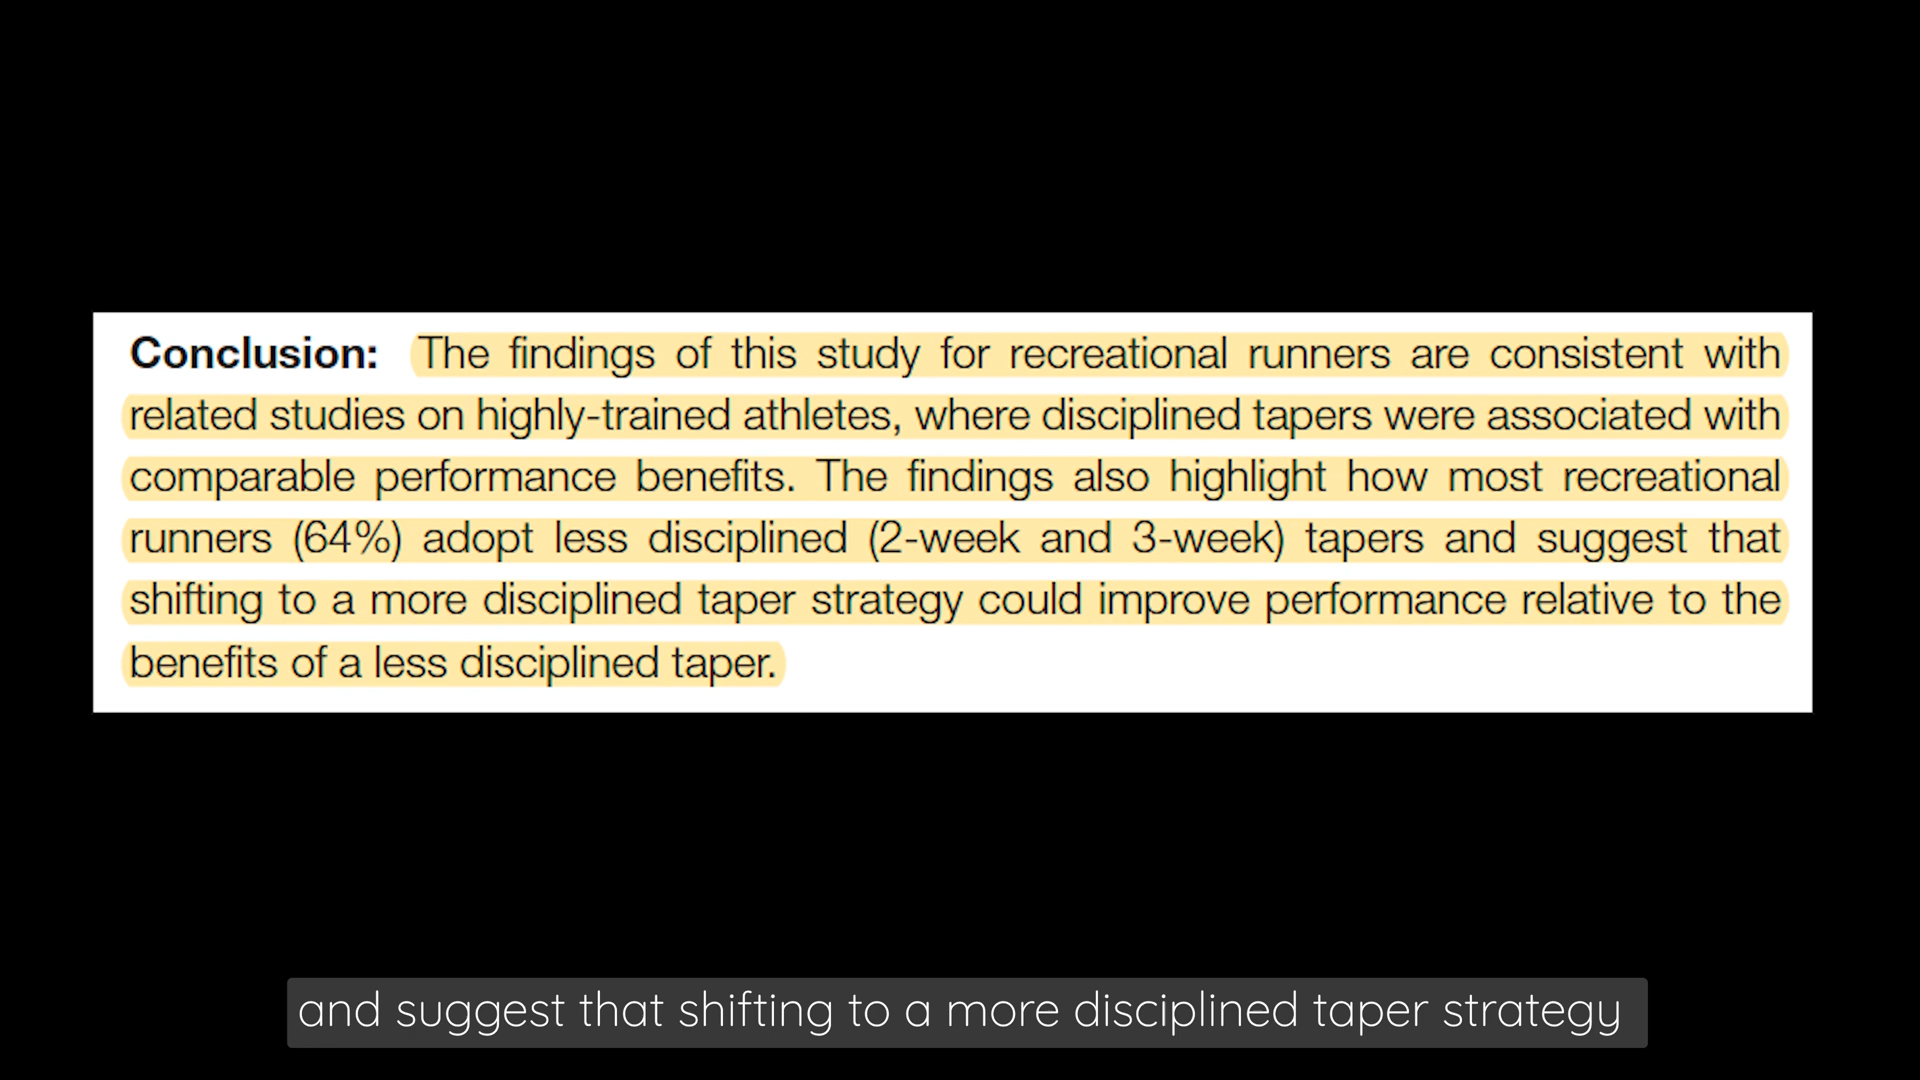 Conclusion: The findings of this study for recreational runners are consistent with
related studies on highly-trained athletes, where disciplined tapers were associated with
comparable performance benefits. The findings also highlight how most recreational
runners (64%) adopt less disciplined (2-week and 3-week) tapers and suggest that
shifting to a more disciplined taper strategy could improve performance relative to the
benefits of a less disciplined taper.
and suggest that shifting to a more disciplined taper strategy